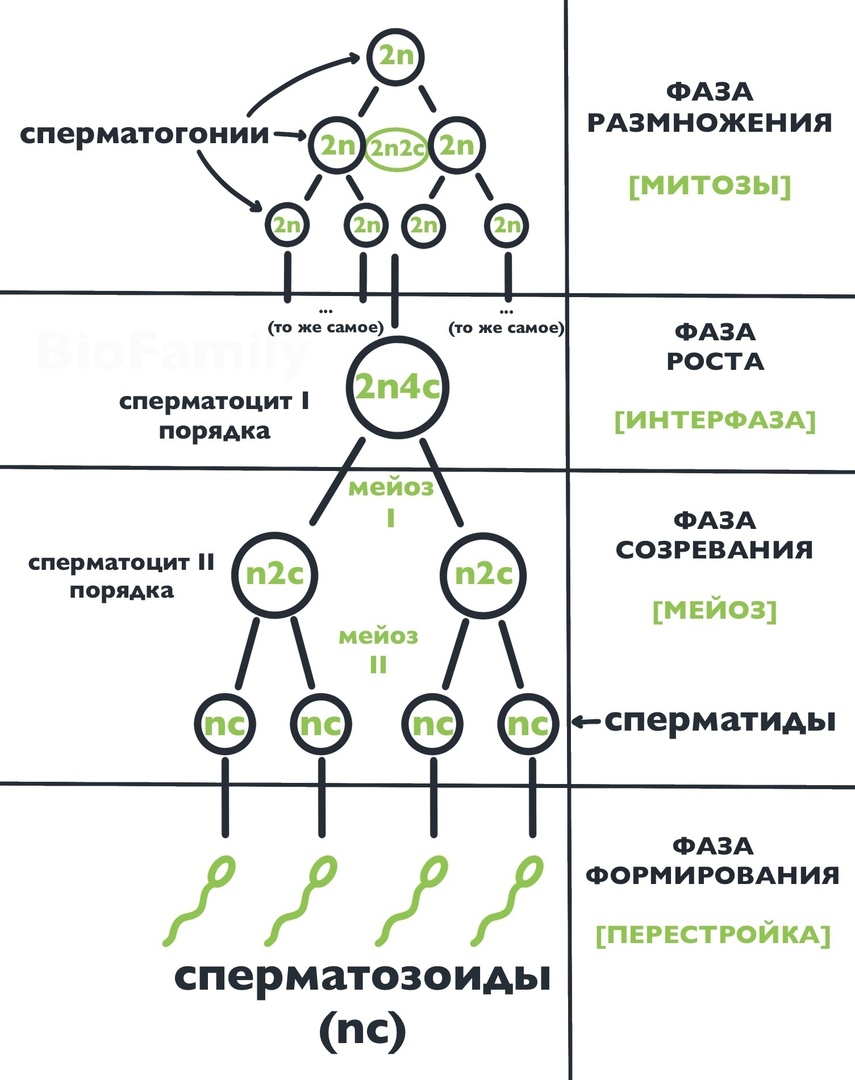 2n
ФАЗА
РАЗМНОЖЕНИЯ
[МИТОЗЫ]
сперматогонии
2n 2n2c 2n
2n 2n 2n 2n
...
(то же самое)
...
(то же самое)
ФАЗА
РОСТА
[ИНТЕРФАЗА]
BioFamily
2n4c
сперматоцит I
порядка
мейоз
I
ФАЗА
СОЗРЕВАНИЯ
[МЕЙОЗ]
сперматоцит II
порядка
n2c n2c
мейоз
II
nc nc nc nc
сперматиды
ФАЗА
ФОРМИРОВАНИЯ
[ПЕРЕСТРОЙКА]
сперматозоиды
(nc)